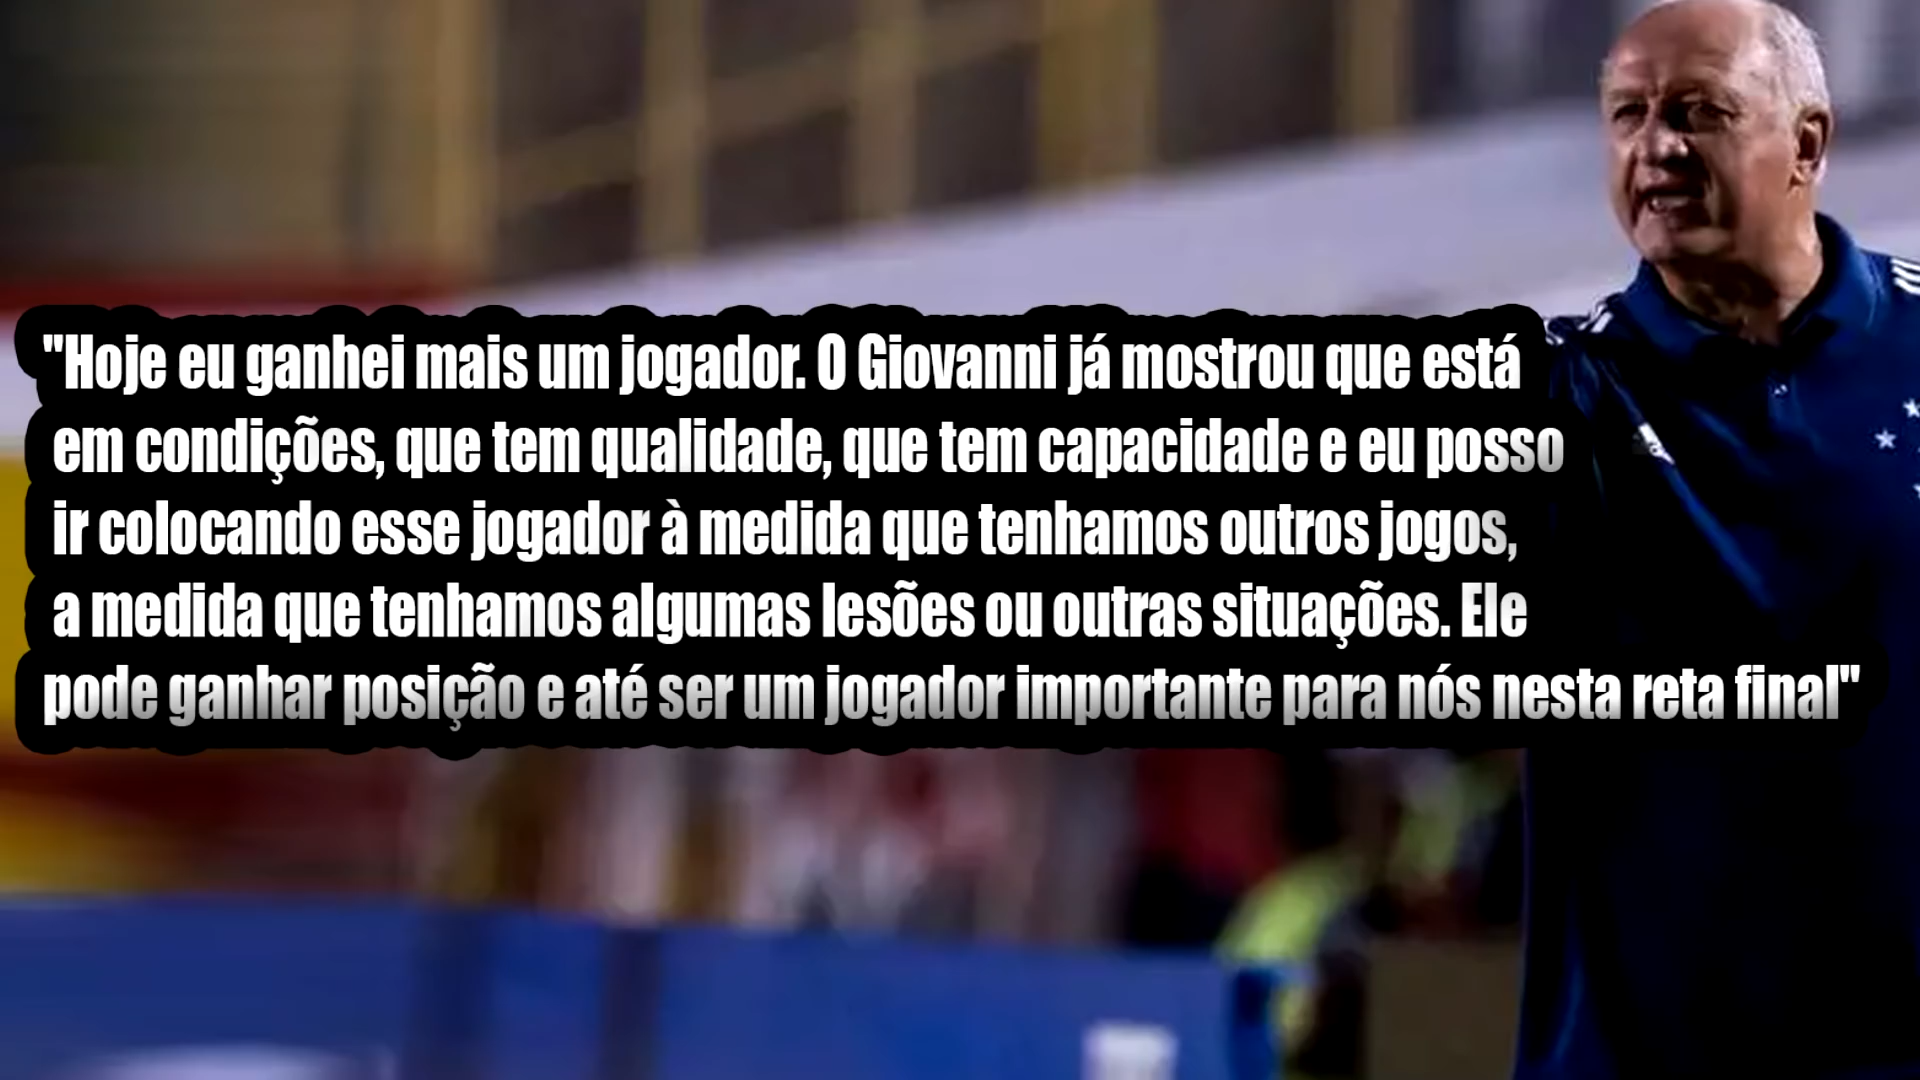 "Hoje eu ganhei mais um jogador. O Giovanni já mostrou que está
em condições, que tem qualidade, que tem capacidade e eu posso
ir colocando esse jogador à medida que tenhamos outros jogos,
a medida que tenhamos algumas lesões ou outras situações. Ele
pode ganhar posição e até ser um jogador importante para nós nesta reta final"